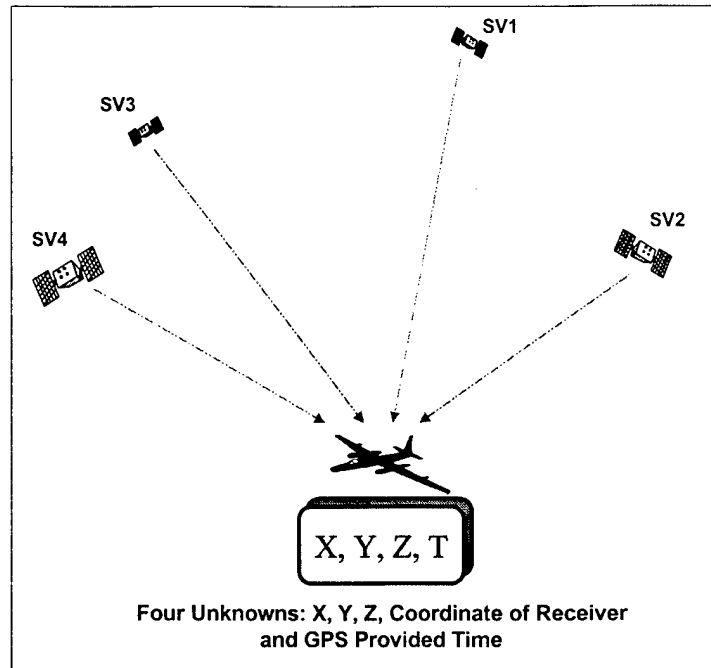 SV1
SV3
SV2
SV4
X, Y, Z, T
Four Unknowns: X, Y, Z, Coordinate of Receiver
and GPS Provided Time